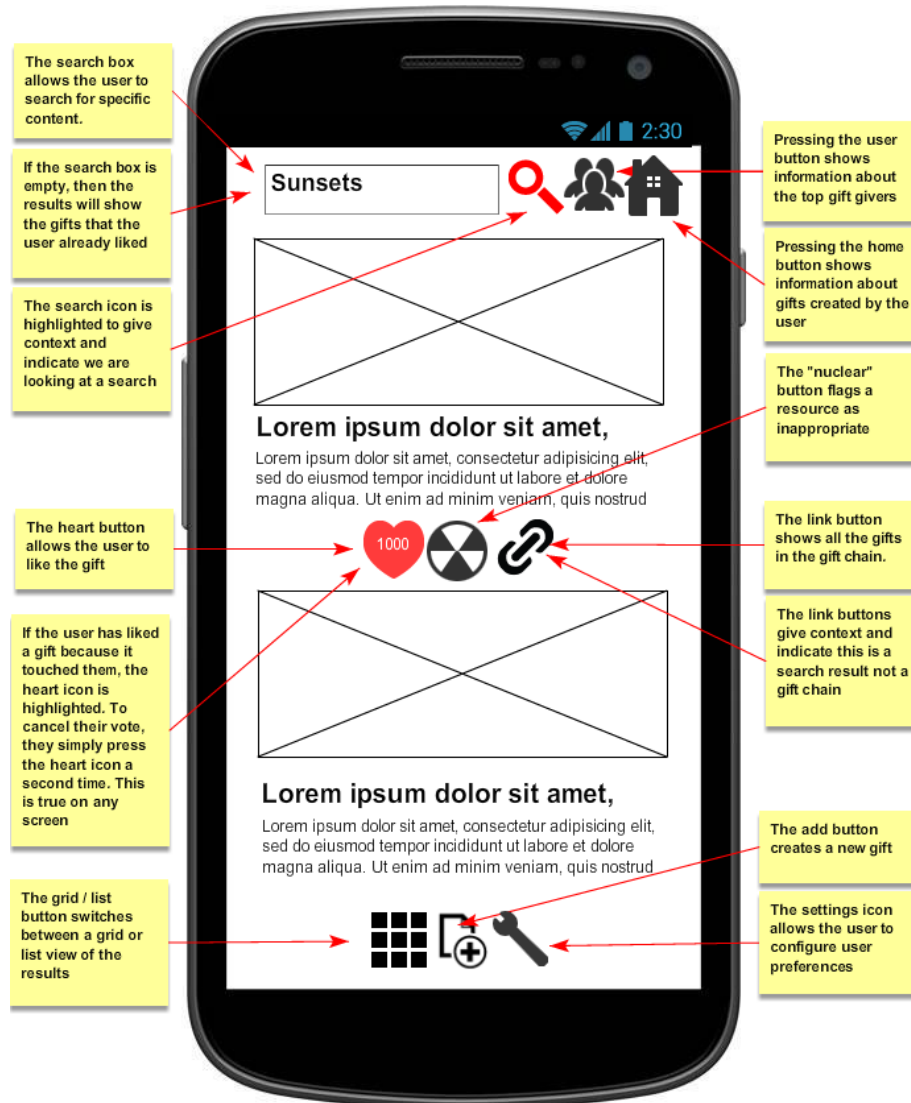 The search box
allows the user to
search for specific
content.
If the search box is
empty, then the
results will show
the gifts that the
user already liked
The search icon is
highlighted to give
context and
indicate we are
looking at a search
The heart button
allows the user to
like the gift
If the user has liked
a gift because it
touched them, the
heart icon is
highlighted. To
cancel their vote,
they simply press
the heart icon a
second time. This
is true on any
screen
The grid / list
button switches
between a grid or
list view of the
results
2:30
Sunsets
Lorem ipsum dolor sit amet,
Lorem ipsum dolor sit amet, consectetur adipisicing elit,
sed do eiusmod tempor incididunt ut labore et dolore
magna aliqua. Ut enim ad minim veniam, quis nostrud
1000
Lorem ipsum dolor sit amet,
Lorem ipsum dolor sit amet, consectetur adipisicing elit,
sed do eiusmod tempor incididunt ut labore et dolore
magna aliqua. Ut enim ad minim veniam, quis nostrud
Pressing the user
button shows
information about
the top gift givers
Pressing the home
button shows
information about
gifts created by the
user
The "nuclear"
button flags a
resource as
inappropriate
The link button
shows all the gifts
in the gift chain.
The link buttons
give context and
indicate this is a
search result not a
gift chain
The add button
creates a new gift
The settings icon
allows the user to
configure user
preferences